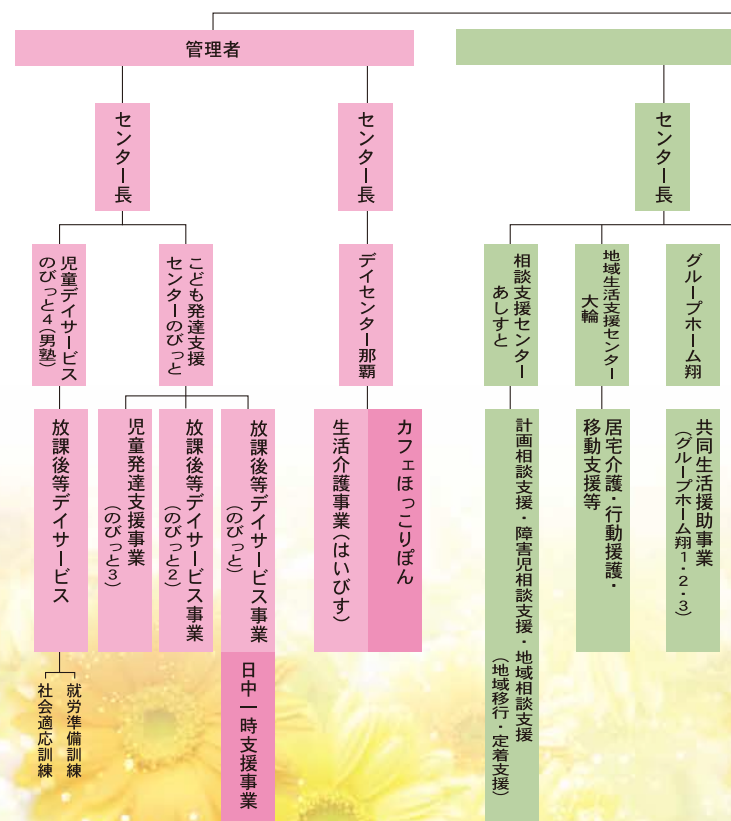 管理者
センター長
センター長
センター長
児童デイサービス
のびっと4（男塾）
こども発達支援
センターのびっと
デイセンター那覇
相談支援センター
あしすと
地域生活支援センター
大輪
グループホーム翔
放課後等デイサービス
児童発達支援事業
（のびっと3）
放課後等デイサービス事業
（のびっと2）
放課後等デイサービス事業
（のびっと）
生活介護事業（はいびす）
カフェほっこりぽん
計画相談支援・障害児相談支援・地域相談支援
（地域移行・定着支援）
居宅介護・行動援護・
移動支援等
共同生活援助事業
（グループホーム翔1・2・3）
日中一時支援事業
就労準備訓練
社会適応訓練